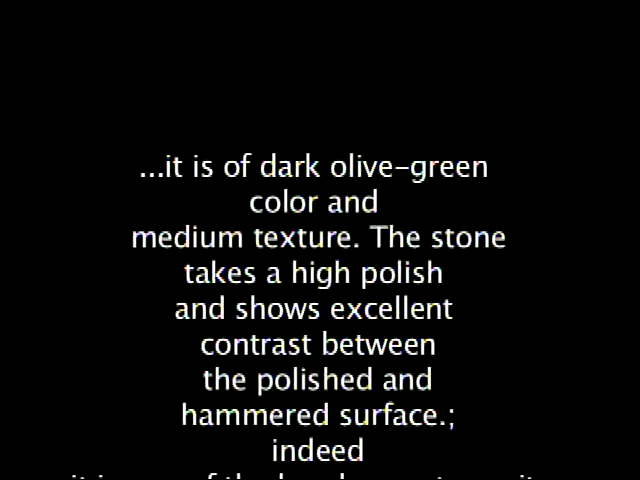 ...it is of dark olive-green
color and
medium texture. The stone
takes a high polish
and shows excellent
contrast between
the polished and
hammered surface.;
indeed